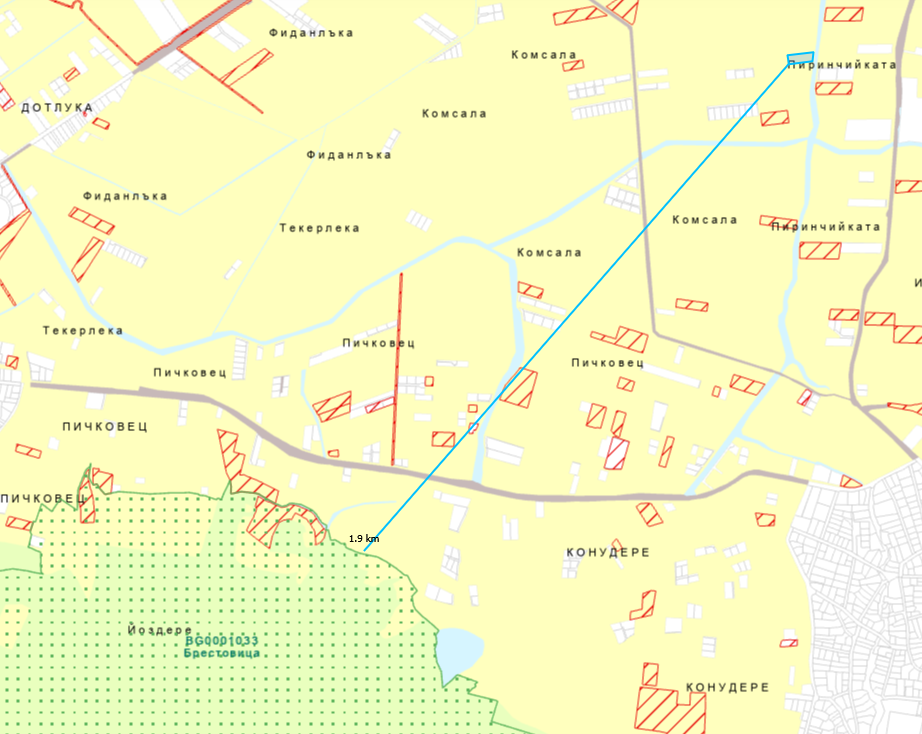 Фиданлъка
Комсала
Пиринчийката
ДОТЛУКА
Комсала
Фиданлъка
Фиданлъка
Текерлека
Комсала
Пиринчийката
Комсала
И
Текерлека
Пичковец
Пичковец
Пичковец
ПИЧКОВЕЦ
ПИЧКОВЕЦ
1.9 km
КОНУДЕРЕ
Йоздере
BG0001033
Брестовица
КОНУДЕРЕ